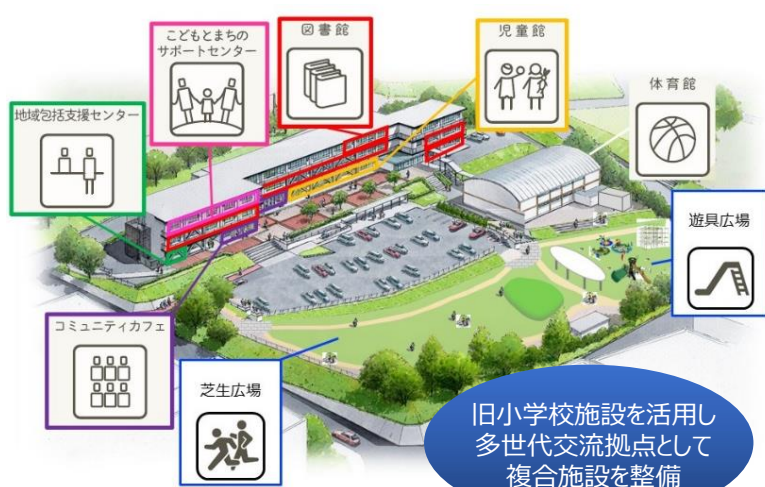 こどもとまちの
サポートセンター
図書館
児童館
体育館
地域包括支援センター
遊具広場
コミュニティカフェ
芝生広場
旧小学校施設を活用し
多世代交流拠点として
複合施設を整備